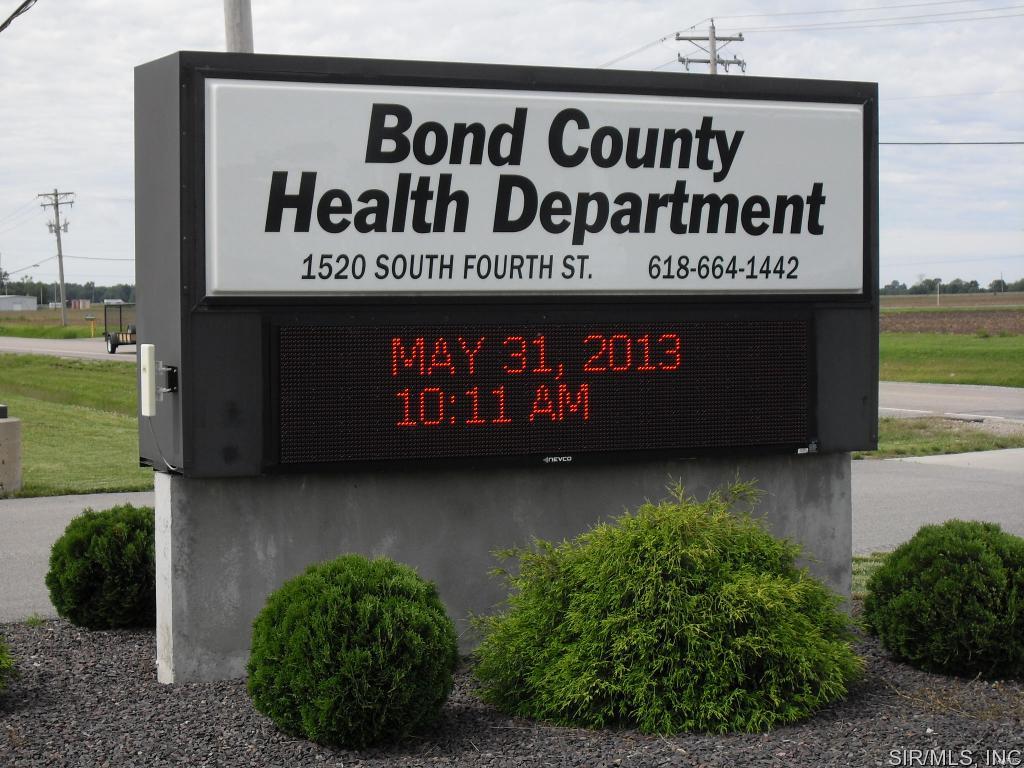 Bond County
Health Department
1520 SOUTH FOURTH ST. 618-664-1442
MAY 31, 2013
10:11 AM
NEVCO
SIR/MLS, INC